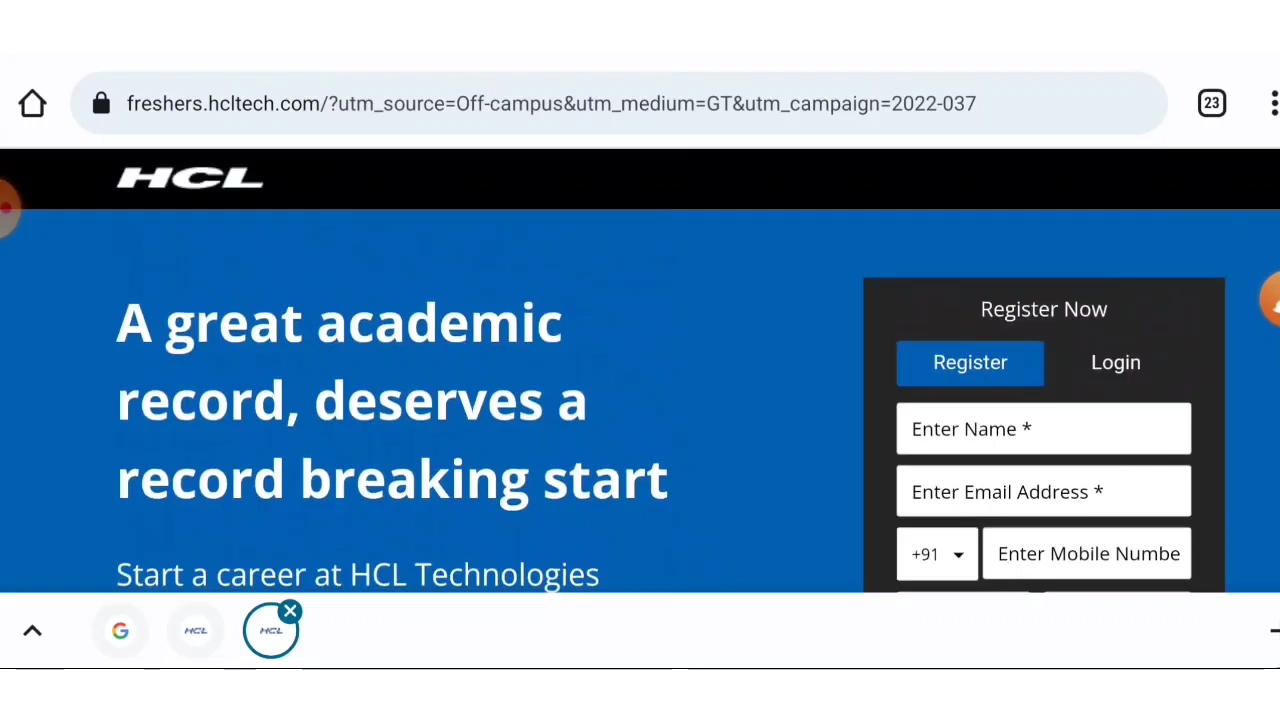 freshers.hcltech.com/?utm_source=Off-campus&utm_medium=GT&utm_campaign=2022-037
23
HCL
A great academic
record, deserves a
record breaking start
Start a career at HCL Technologies
Register Now
Register Login
Enter Name *
Enter Email Address *
+91 Enter Mobile Numbe
G HCL HCL